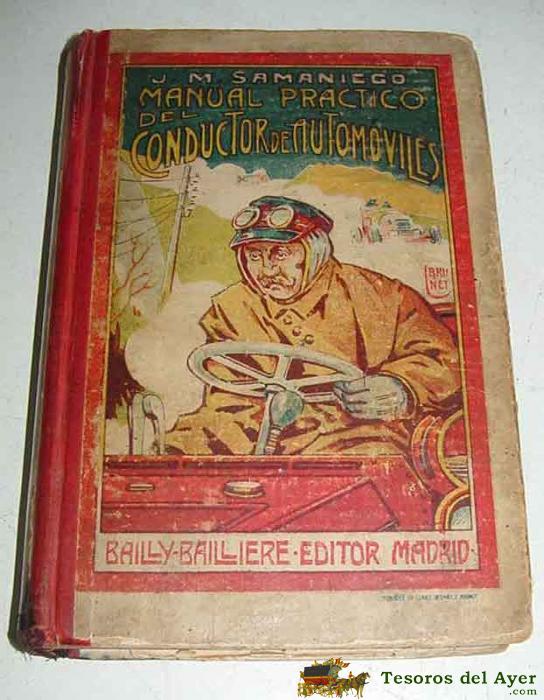 J. M. SAMANIEGO
MANUAL PRACTICO
DEL
CONDUCTOR DE AUTOMOVILES
BRU
NET
BAILLY-BAILLIERE · EDITOR MADRID ·
Tesoros del Ayer
.com